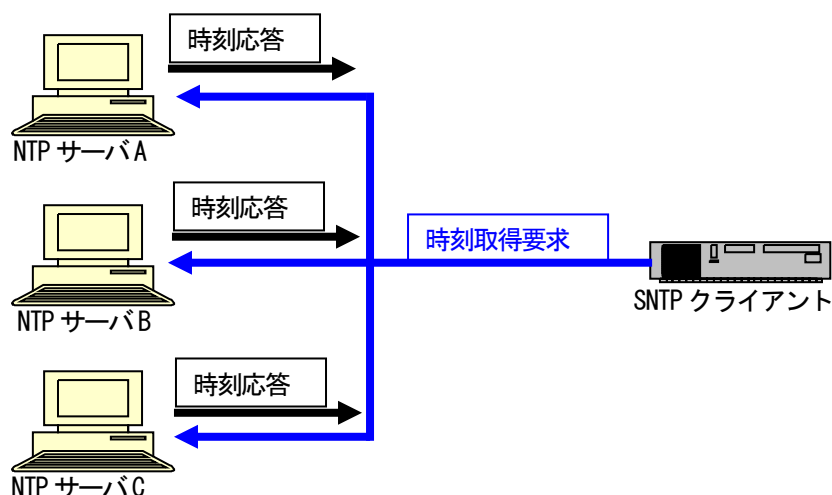 時刻応答
NTP サーバA
時刻応答
時刻取得要求
NTP サーバB
SNTP クライアント
時刻応答
NTP サーバC